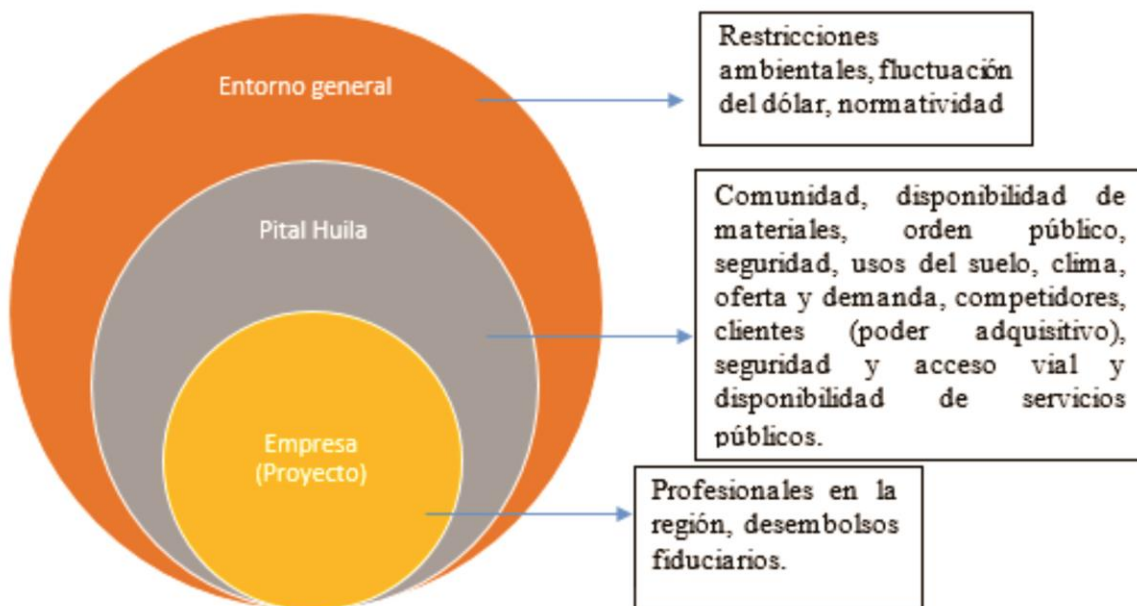 Entorno general
Restricciones
ambientales, fluctuación
del dólar, normatividad
Pital Huila
Comunidad, disponibilidad de
materiales, orden público,
seguridad, usos del suelo, clima,
oferta y demanda, competidores,
clientes (poder adquisitivo),
seguridad y acceso vial y
disponibilidad de servicios
públicos.
Empresa
(Proyecto)
Profesionales en la
región, desembolsos
fiduciarios.